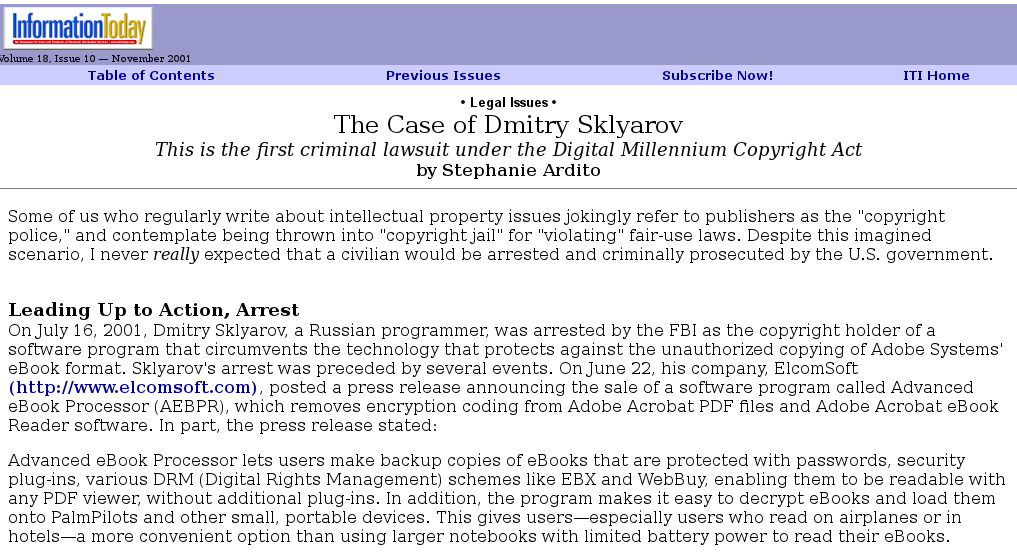 InformationToday
Volume 18, Issue 10 — November 2001
Table of Contents Previous Issues Subscribe Now! ITI Home
• Legal Issues •
The Case of Dmitry Sklyarov
This is the first criminal lawsuit under the Digital Millennium Copyright Act
by Stephanie Ardito
Some of us who regularly write about intellectual property issues jokingly refer to publishers as the "copyright
police," and contemplate being thrown into "copyright jail" for "violating" fair-use laws. Despite this imagined
scenario, I never really expected that a civilian would be arrested and criminally prosecuted by the U.S. government.
Leading Up to Action, Arrest
On July 16, 2001, Dmitry Sklyarov, a Russian programmer, was arrested by the FBI as the copyright holder of a
software program that circumvents the technology that protects against the unauthorized copying of Adobe Systems'
eBook format. Sklyarov's arrest was preceded by several events. On June 22, his company, ElcomSoft
(http://www.elcomsoft.com), posted a press release announcing the sale of a software program called Advanced
eBook Processor (AEBPR), which removes encryption coding from Adobe Acrobat PDF files and Adobe Acrobat eBook
Reader software. In part, the press release stated:
Advanced eBook Processor lets users make backup copies of eBooks that are protected with passwords, security
plug-ins, various DRM (Digital Rights Management) schemes like EBX and WebBuy, enabling them to be readable with
any PDF viewer, without additional plug-ins. In addition, the program makes it easy to decrypt eBooks and load them
onto PalmPilots and other small, portable devices. This gives users—especially users who read on airplanes or in
hotels—a more convenient option than using larger notebooks with limited battery power to read their eBooks.